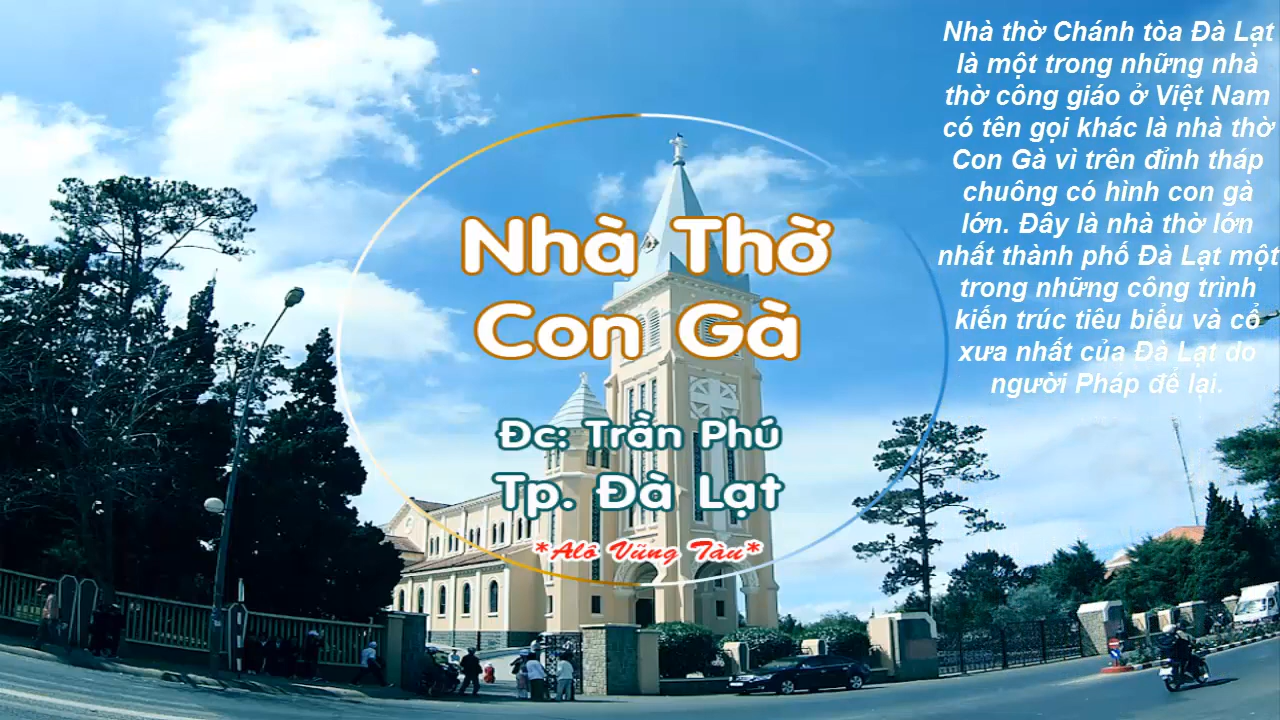 Nhà thờ Chánh tòa Đà Lạt
là một trong những nhà
thờ công giáo ở Việt Nam
có tên gọi khác là nhà thờ
Con Gà vì trên đỉnh tháp
chuông có hình con gà
lớn. Đây là nhà thờ lớn
nhất thành phố Đà Lạt một
trong những công trình
kiến trúc tiêu biểu và cổ
xưa nhất của Đà Lạt do
người Pháp để lại.
Nhà Thờ
Con Gà
Đc: Trần Phú
Tp. Đà Lạt
*Alô Vũng Tàu*